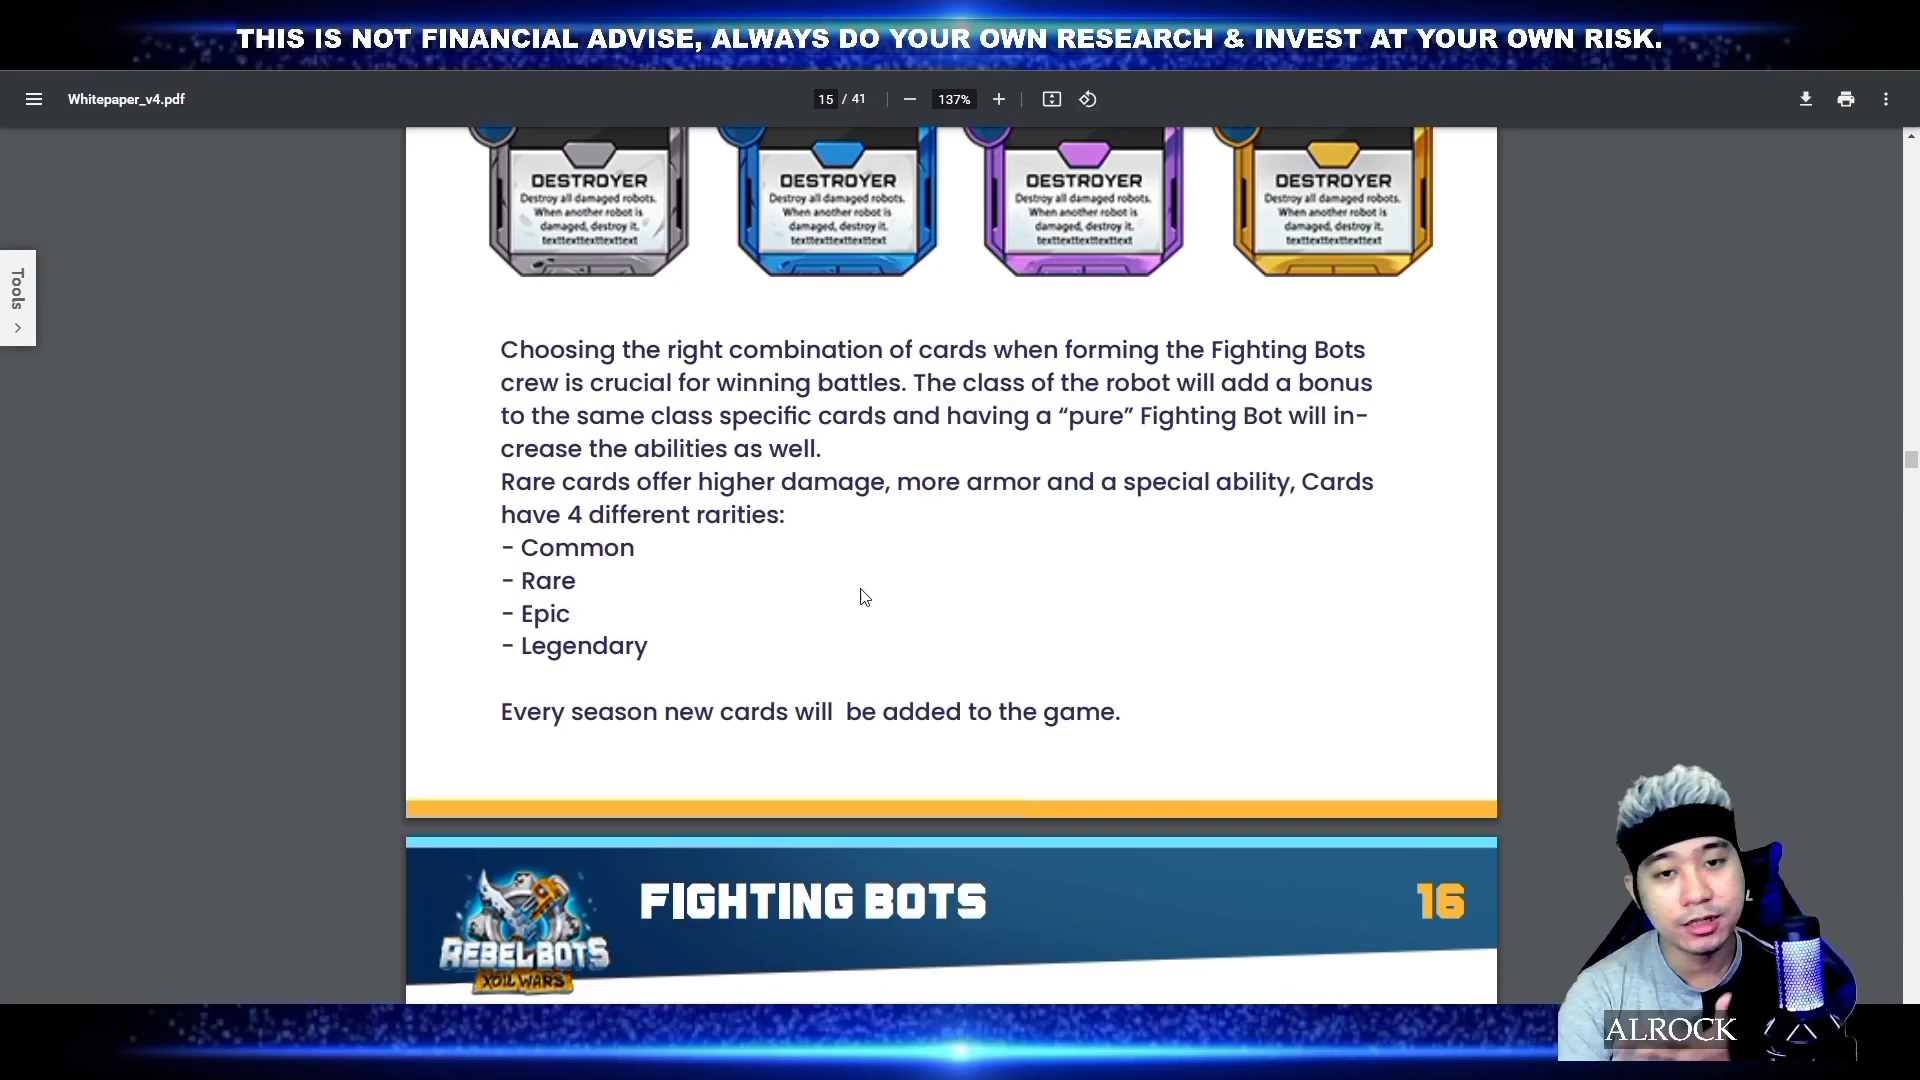 THIS IS NOT FINANCIAL ADVISE, ALWAYS DO YOUR OWN RESEARCH & INVEST AT YOUR OWN RISK.
Whitepaper_v4.pdf
15 / 41
137%
Tools
DESTROYER
Destroy all damaged robots.
When another robot is
damaged, destroy it.
texttexttexttexttext
DESTROYER
Destroy all damaged robots.
When another robot is
damaged, destroy it.
texttexttexttexttext
DESTROYER
Destroy all damaged robots.
When another robot is
damaged, destroy it.
texttexttexttexttext
DESTROYER
Destroy all damaged robots.
When another robot is
damaged, destroy it.
texttexttexttexttext
Choosing the right combination of cards when forming the Fighting Bots
crew is crucial for winning battles. The class of the robot will add a bonus
to the same class specific cards and having a “pure” Fighting Bot will in-
crease the abilities as well.
Rare cards offer higher damage, more armor and a special ability, Cards
have 4 different rarities:
- Common
- Rare
- Epic
- Legendary
Every season new cards will  be added to the game.
REBEL BOTS
XOIL WARS
FIGHTING BOTS
16
ALROCK